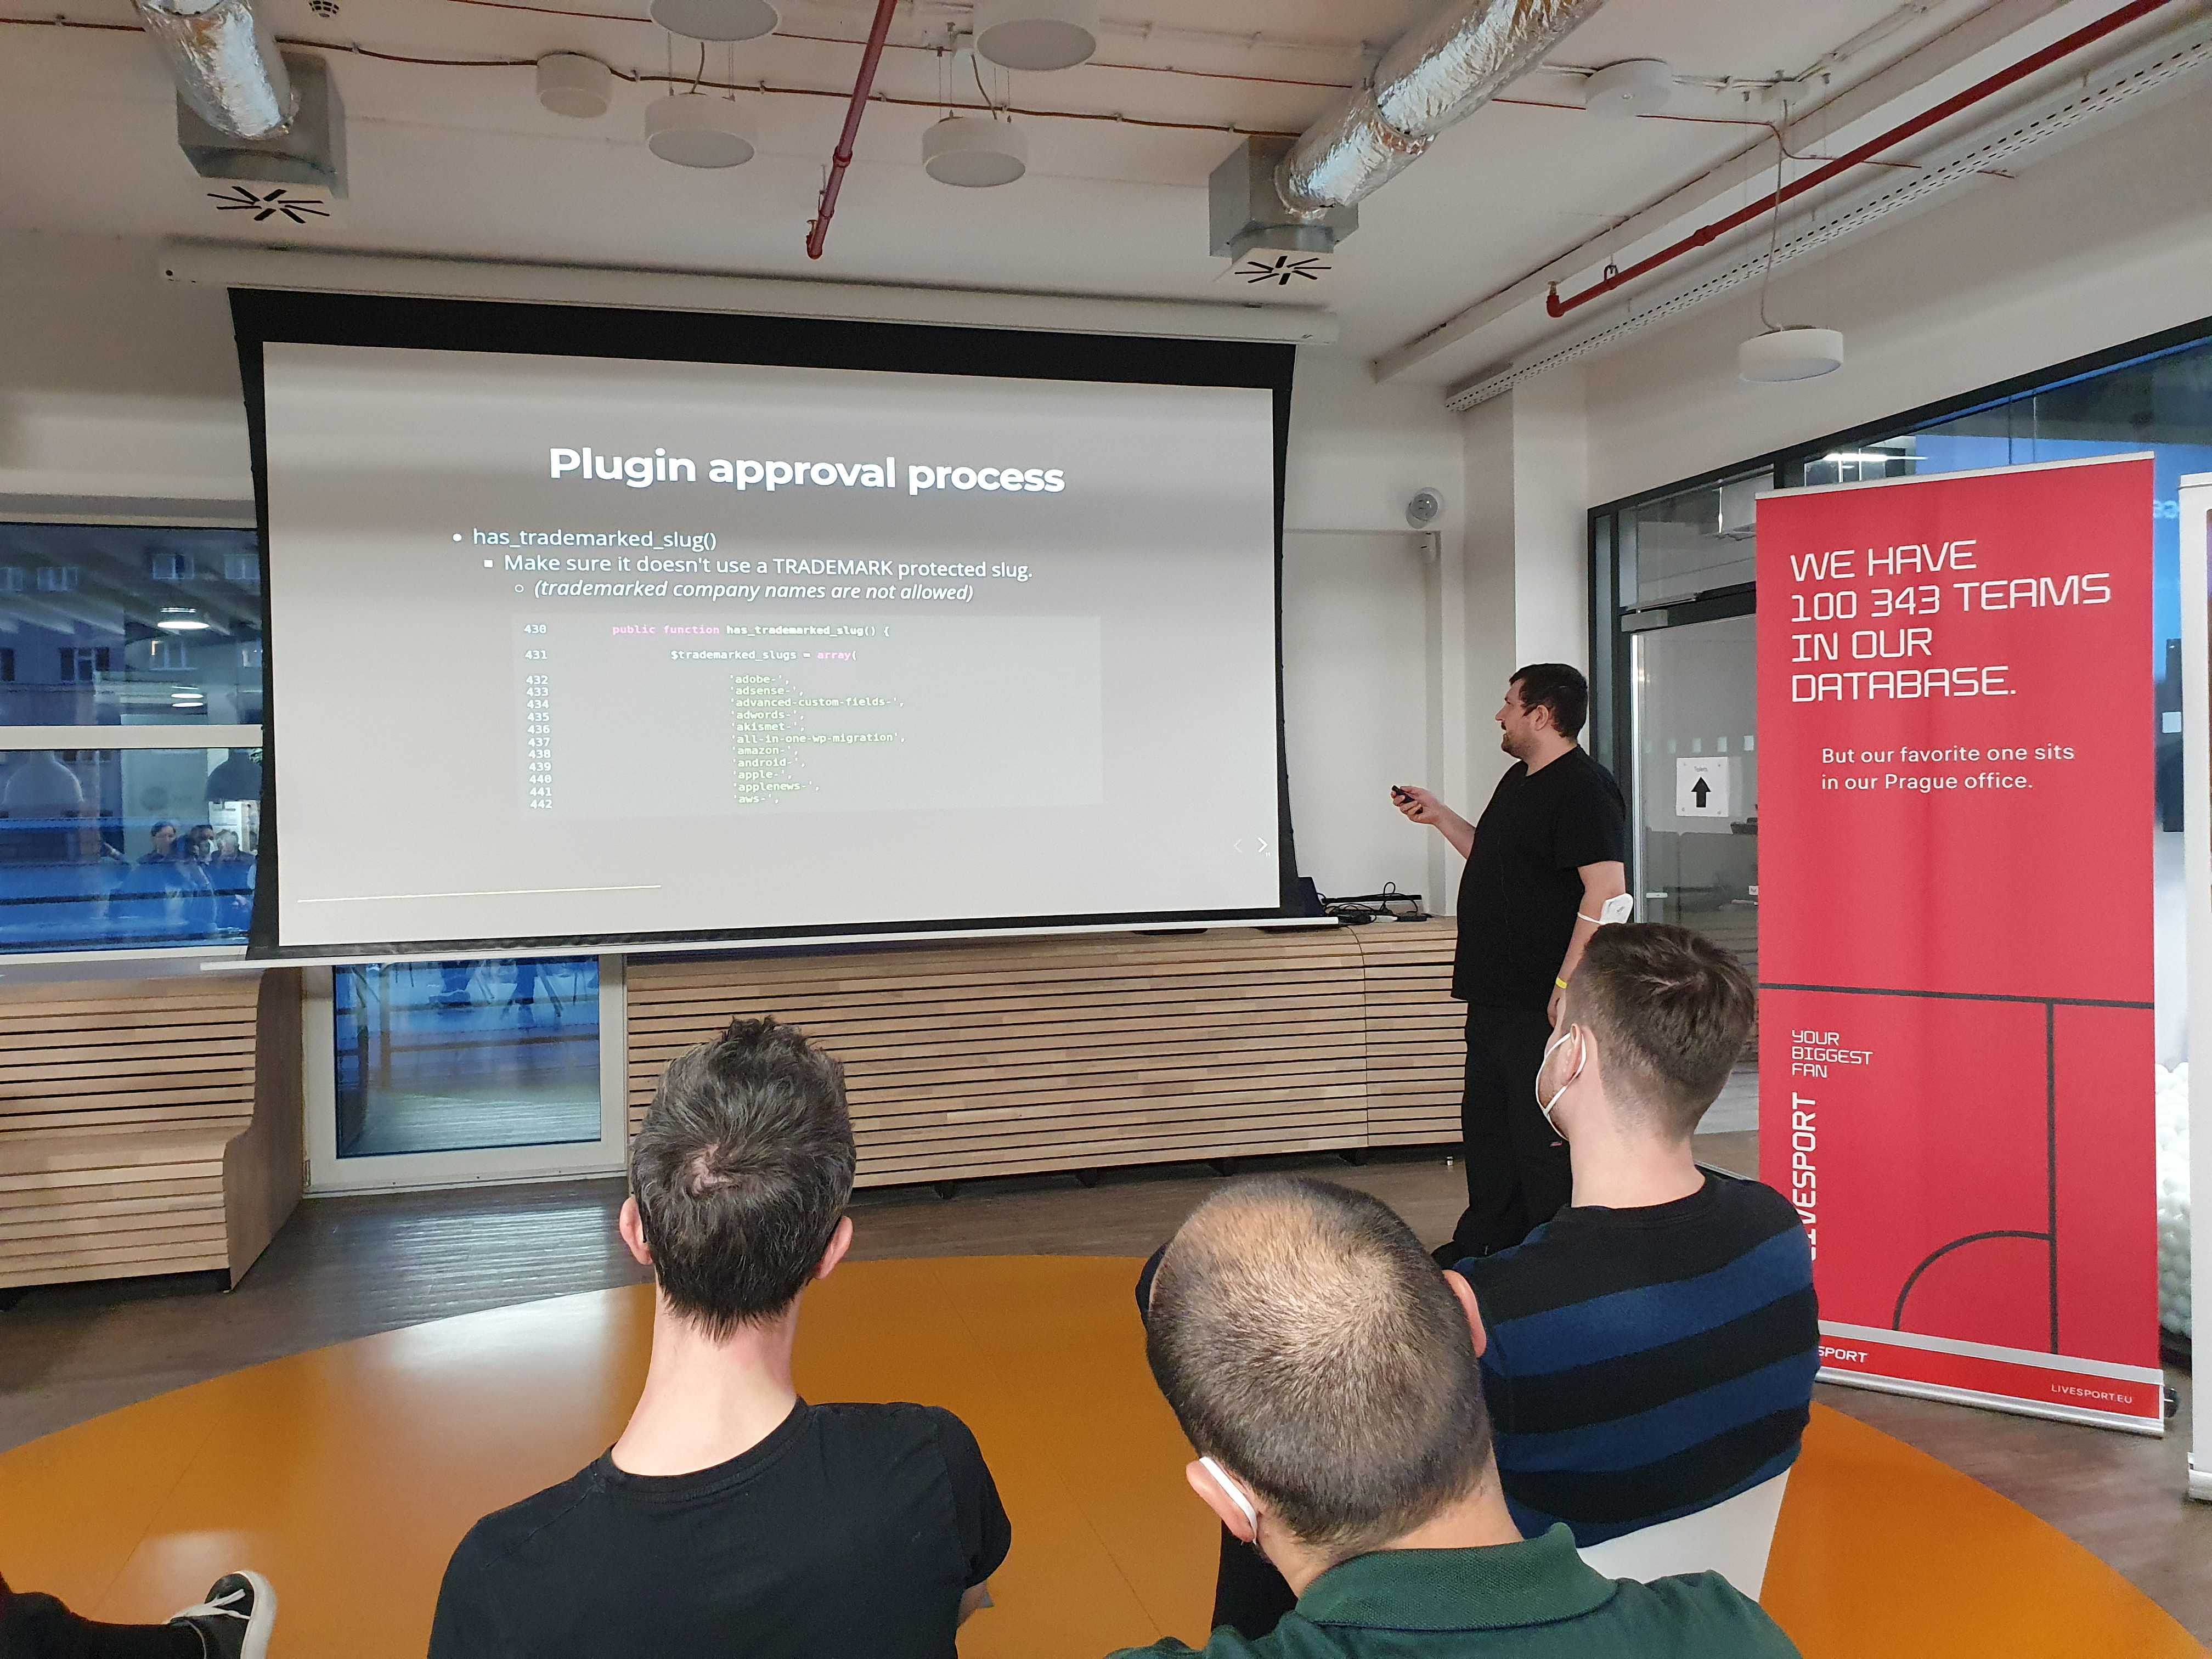 Plugin approval process
• has_trademarked_slug()
▪ Make sure it doesn't use a TRADEMARK protected slug.
○ (trademarked company names are not allowed)
430 public function has_trademarked_slug() {
431 $trademarked_slugs = array(
432 'adobe-',
433 'adsense-',
434 'advanced-custom-fields-',
435 'adwords-',
436 'akismet-',
437 'all-in-one-wp-migration',
438 'amazon-',
439 'android-',
440 'apple-',
441 'applenews-',
442 'aws-',
WE HAVE
100 343 TEAMS
IN OUR
DATABASE.
But our favorite one sits
in our Prague office.
YOUR
BIGGEST
FAN
LIVESPORT
SPORT
LIVESPORT.EU